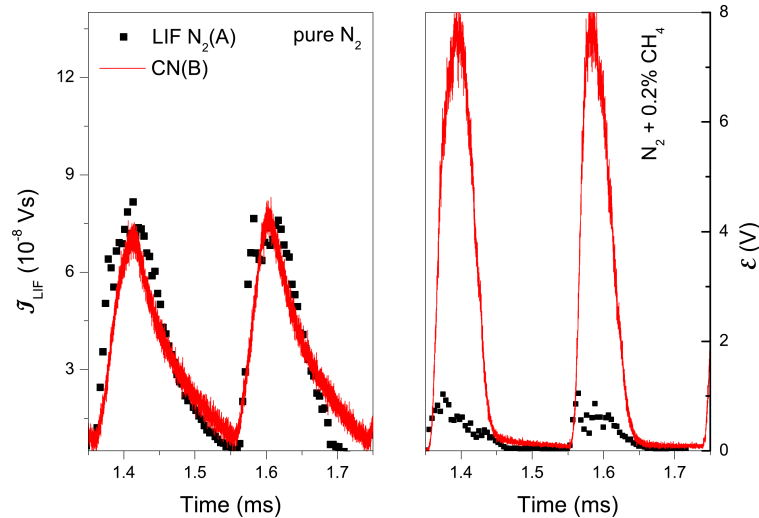 LIF N₂(A)
CN(B)
pure N₂
N₂ + 0.2% CH₄
𝓙_LIF (10⁻⁸ Vs)
13
9
6
3
1.4 1.5 1.6 1.7
Time (ms)
1.4 1.5 1.6 1.7
Time (ms)
8
6
4
2
0
ε (V)